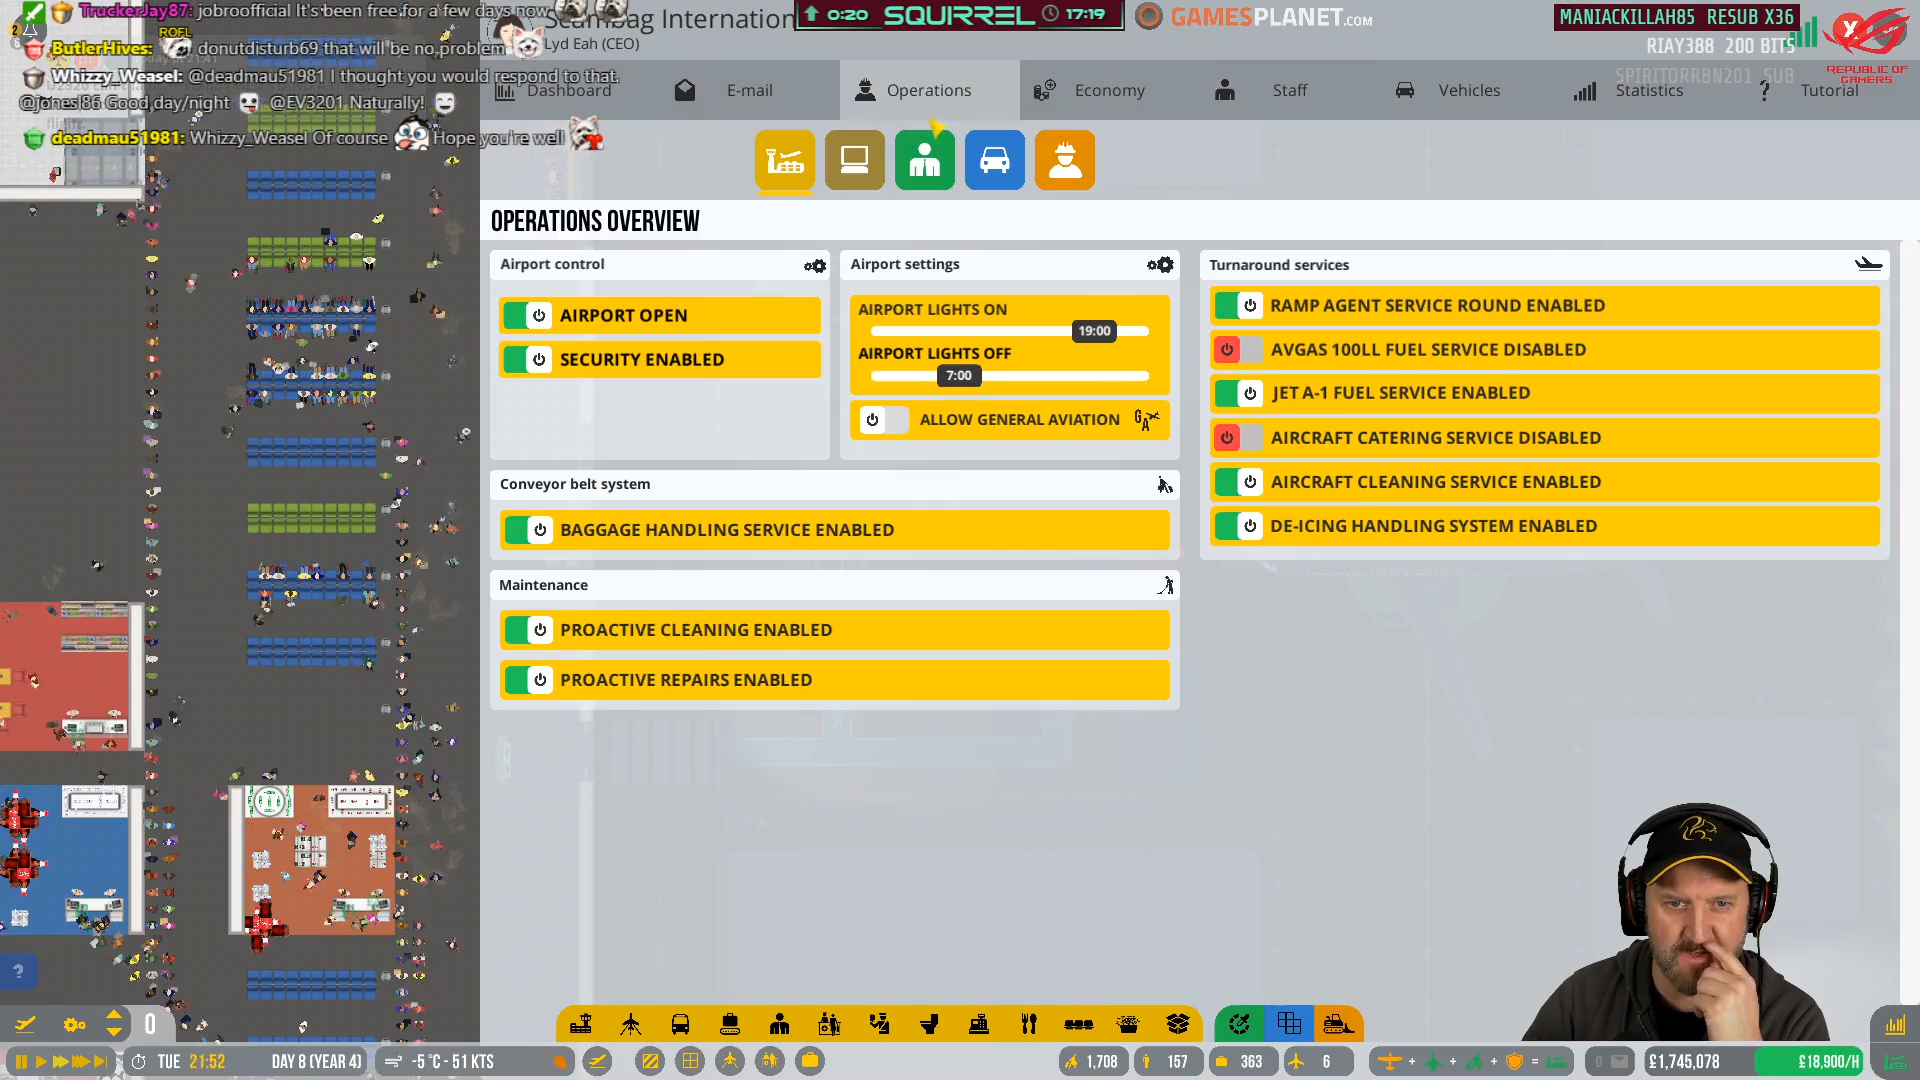 TruckerJay87: jobroofficial It's been free for a few days now
ROFL
ButlerHives: donutdisturb69 that will be no problem
Whizzy_Weasel: @deadmau51981 I thought you would respond to that.
@jonesl86 Good day/night @EV3201 Naturally!
deadmau51981: Whizzy_Weasel Of course Hope you're well
Scambag International
Lyd Eah (CEO)
0:20 SQUIRREL 17:19
GAMESPLANET.COM
MANIACKILLAH85 RESUB X36
RIAY388 200 BITS
SPIRITORRBN201 SUB
REPUBLIC OF
GAMERS
Dashboard E-mail Operations Economy Staff Vehicles Statistics Tutorial
OPERATIONS OVERVIEW
Airport control
AIRPORT OPEN
SECURITY ENABLED
Airport settings
AIRPORT LIGHTS ON
19:00
AIRPORT LIGHTS OFF
7:00
ALLOW GENERAL AVIATION
Turnaround services
RAMP AGENT SERVICE ROUND ENABLED
AVGAS 100LL FUEL SERVICE DISABLED
JET A-1 FUEL SERVICE ENABLED
AIRCRAFT CATERING SERVICE DISABLED
AIRCRAFT CLEANING SERVICE ENABLED
DE-ICING HANDLING SYSTEM ENABLED
Conveyor belt system
BAGGAGE HANDLING SERVICE ENABLED
Maintenance
PROACTIVE CLEANING ENABLED
PROACTIVE REPAIRS ENABLED
?
0
TUE 21:52 DAY 8 (YEAR 4) -5 °C - 51 KTS 1,708 157 363 6 0 £1,745,078 £18,900/H